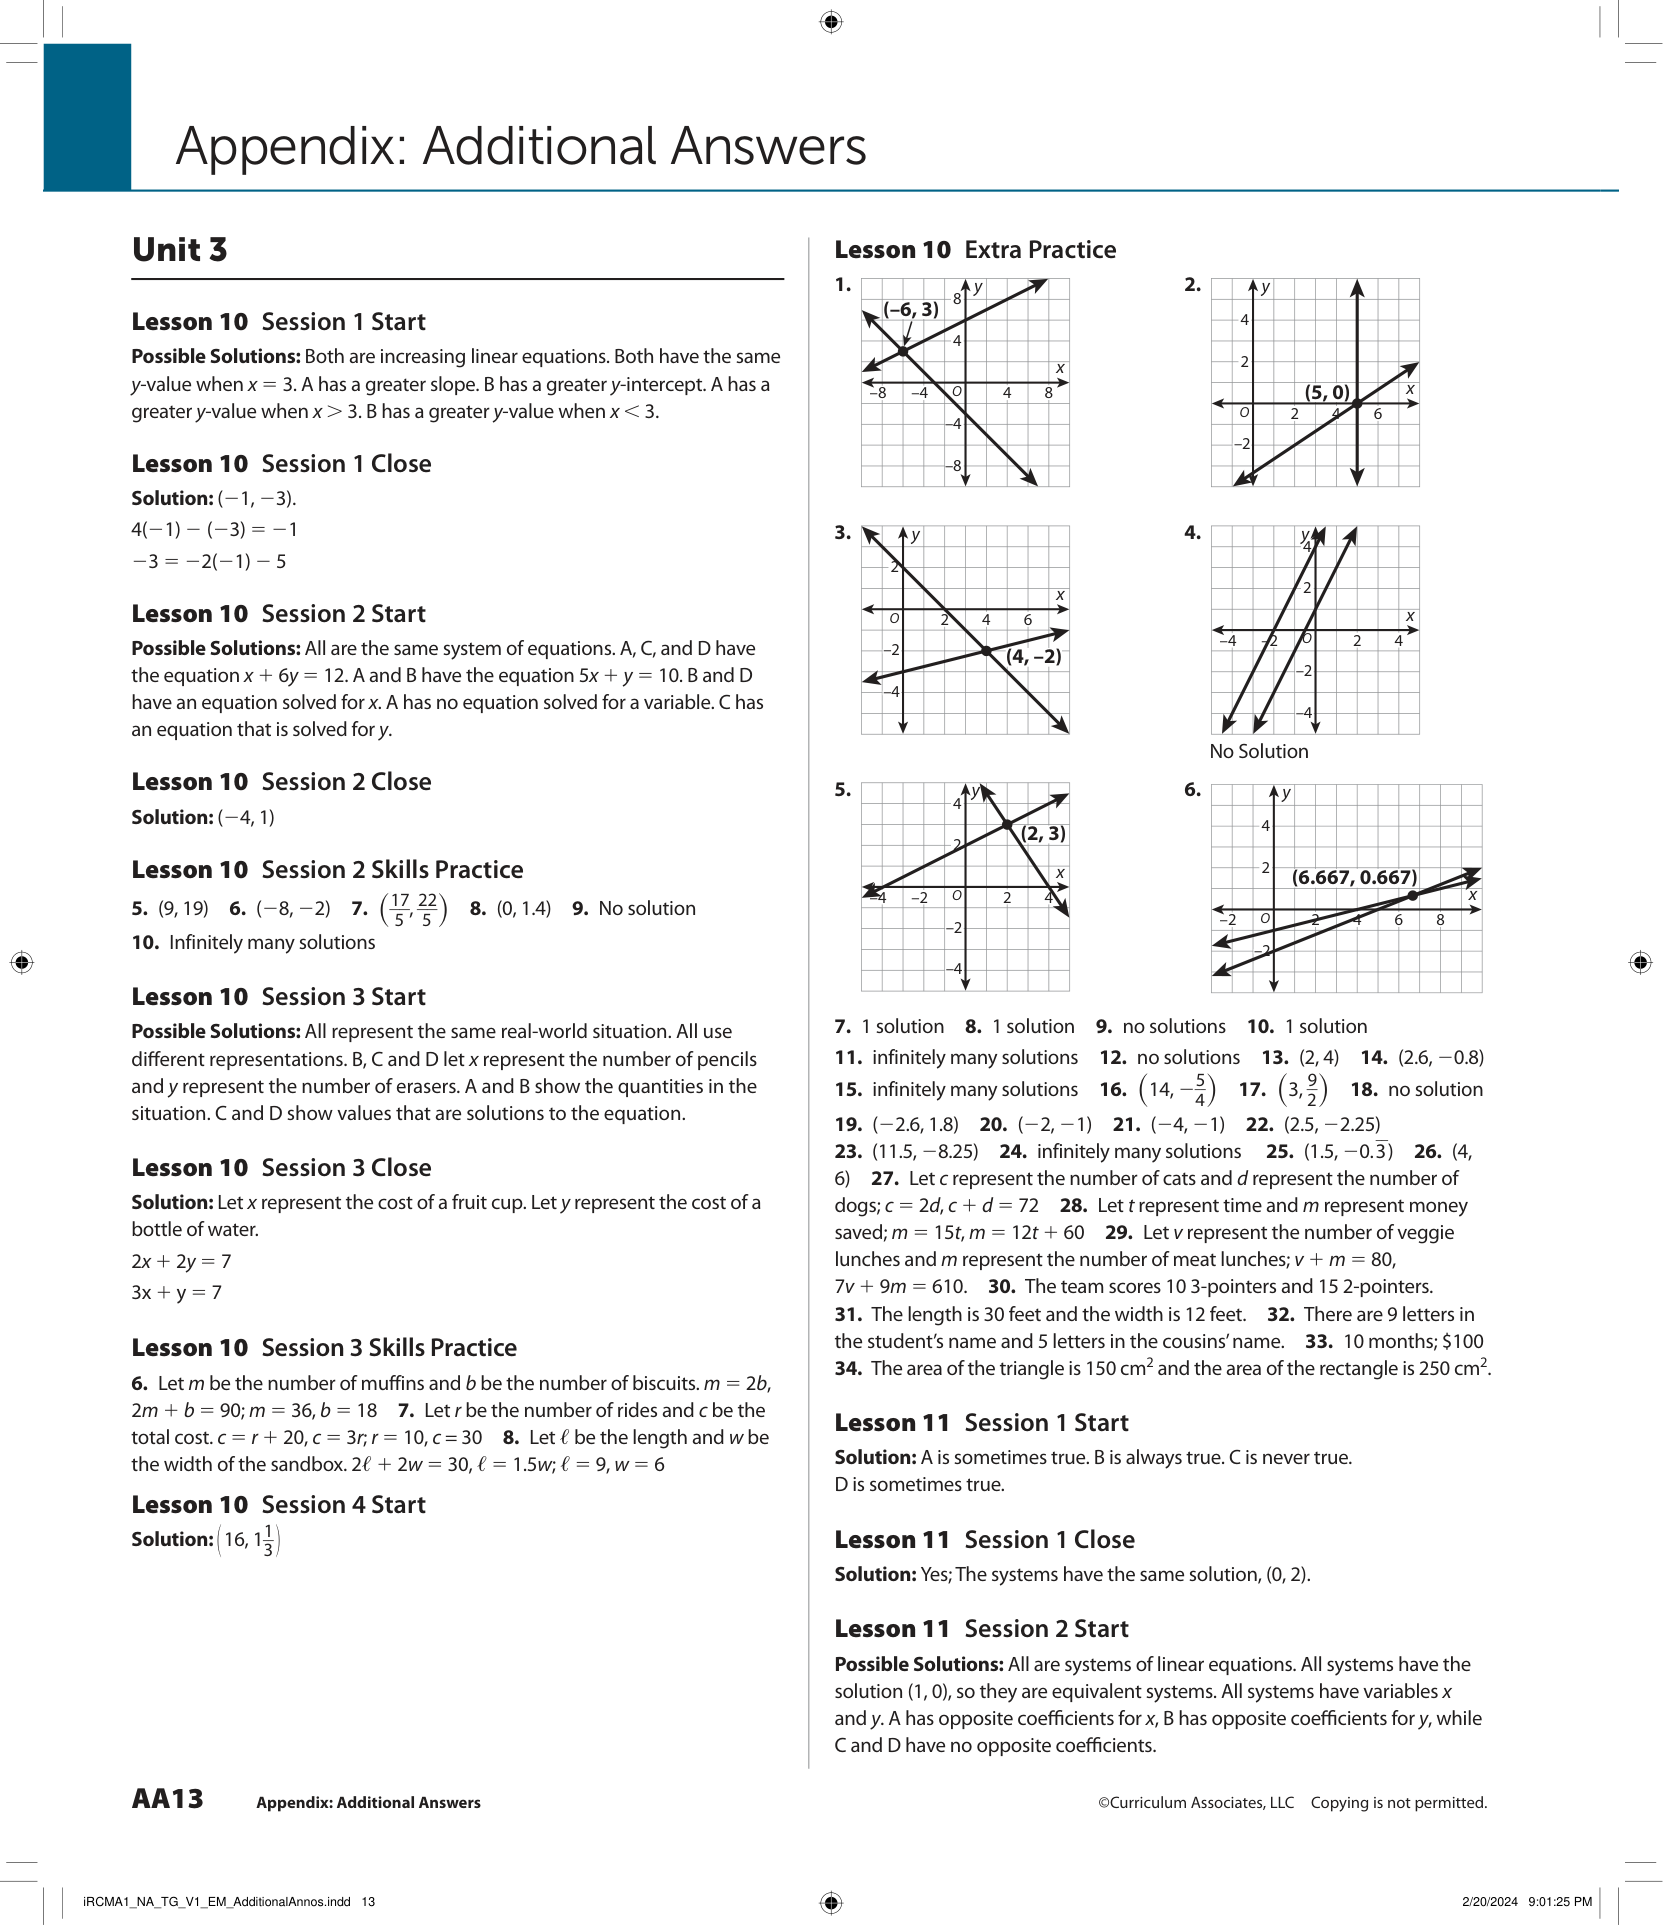 Appendix: Additional Answers
Unit 3
Lesson 10 Session 1 Start
Possible Solutions: Both are increasing linear equations. Both have the same
y-value when x = 3. A has a greater slope. B has a greater y-intercept. A has a
greater y-value when x > 3. B has a greater y-value when x < 3.
Lesson 10 Session 1 Close
Solution: (−1, −3).
4(−1) − (−3) = −1
−3 = −2(−1) − 5
Lesson 10 Session 2 Start
Possible Solutions: All are the same system of equations. A, C, and D have
the equation x + 6y = 12. A and B have the equation 5x + y = 10. B and D
have an equation solved for x. A has no equation solved for a variable. C has
an equation that is solved for y.
Lesson 10 Session 2 Close
Solution: (−4, 1)
Lesson 10 Session 2 Skills Practice
5. (9, 19) 6. (−8, −2) 7. (17/5, 22/5) 8. (0, 1.4) 9. No solution
10. Infinitely many solutions
Lesson 10 Session 3 Start
Possible Solutions: All represent the same real-world situation. All use
different representations. B, C and D let x represent the number of pencils
and y represent the number of erasers. A and B show the quantities in the
situation. C and D show values that are solutions to the equation.
Lesson 10 Session 3 Close
Solution: Let x represent the cost of a fruit cup. Let y represent the cost of a
bottle of water.
2x + 2y = 7
3x + y = 7
Lesson 10 Session 3 Skills Practice
6. Let m be the number of muffins and b be the number of biscuits. m = 2b,
2m + b = 90; m = 36, b = 18 7. Let r be the number of rides and c be the
total cost. c = r + 20, c = 3r; r = 10, c = 30 8. Let ℓ be the length and w be
the width of the sandbox. 2ℓ + 2w = 30, ℓ = 1.5w; ℓ = 9, w = 6
Lesson 10 Session 4 Start
Solution: (16, 1 1/3)
Lesson 10 Extra Practice
1.
y
8
(–6, 3)
4
x
–8 –4 O 4 8
–4
–8
2.
y
4
2
(5, 0)
x
O 2 4 6
–2
3.
y
2
x
O 2 4 6
–2
(4, –2)
–4
4.
y
4
2
x
–4 –2 O 2 4
–2
–4
No Solution
5.
y
4
(2, 3)
2
x
–4 –2 O 2 4
–2
–4
6.
y
4
2
(6.667, 0.667)
x
–2 O 2 4 6 8
–2
7. 1 solution 8. 1 solution 9. no solutions 10. 1 solution
11. infinitely many solutions 12. no solutions 13. (2, 4) 14. (2.6, −0.8)
15. infinitely many solutions 16. (14, −5/4) 17. (3, 9/2) 18. no solution
19. (−2.6, 1.8) 20. (−2, −1) 21. (−4, −1) 22. (2.5, −2.25)
23. (11.5, −8.25) 24. infinitely many solutions 25. (1.5, −0.3̅) 26. (4,
6) 27. Let c represent the number of cats and d represent the number of
dogs; c = 2d, c + d = 72 28. Let t represent time and m represent money
saved; m = 15t, m = 12t + 60 29. Let v represent the number of veggie
lunches and m represent the number of meat lunches; v + m = 80,
7v + 9m = 610. 30. The team scores 10 3-pointers and 15 2-pointers.
31. The length is 30 feet and the width is 12 feet. 32. There are 9 letters in
the student’s name and 5 letters in the cousins’ name. 33. 10 months; $100
34. The area of the triangle is 150 cm² and the area of the rectangle is 250 cm².
Lesson 11 Session 1 Start
Solution: A is sometimes true. B is always true. C is never true.
D is sometimes true.
Lesson 11 Session 1 Close
Solution: Yes; The systems have the same solution, (0, 2).
Lesson 11 Session 2 Start
Possible Solutions: All are systems of linear equations. All systems have the
solution (1, 0), so they are equivalent systems. All systems have variables x
and y. A has opposite coefficients for x, B has opposite coefficients for y, while
C and D have no opposite coefficients.
AA13 Appendix: Additional Answers
©Curriculum Associates, LLC Copying is not permitted.
iRCMA1_NA_TG_V1_EM_AdditionalAnnos.indd 13
2/20/2024 9:01:25 PM